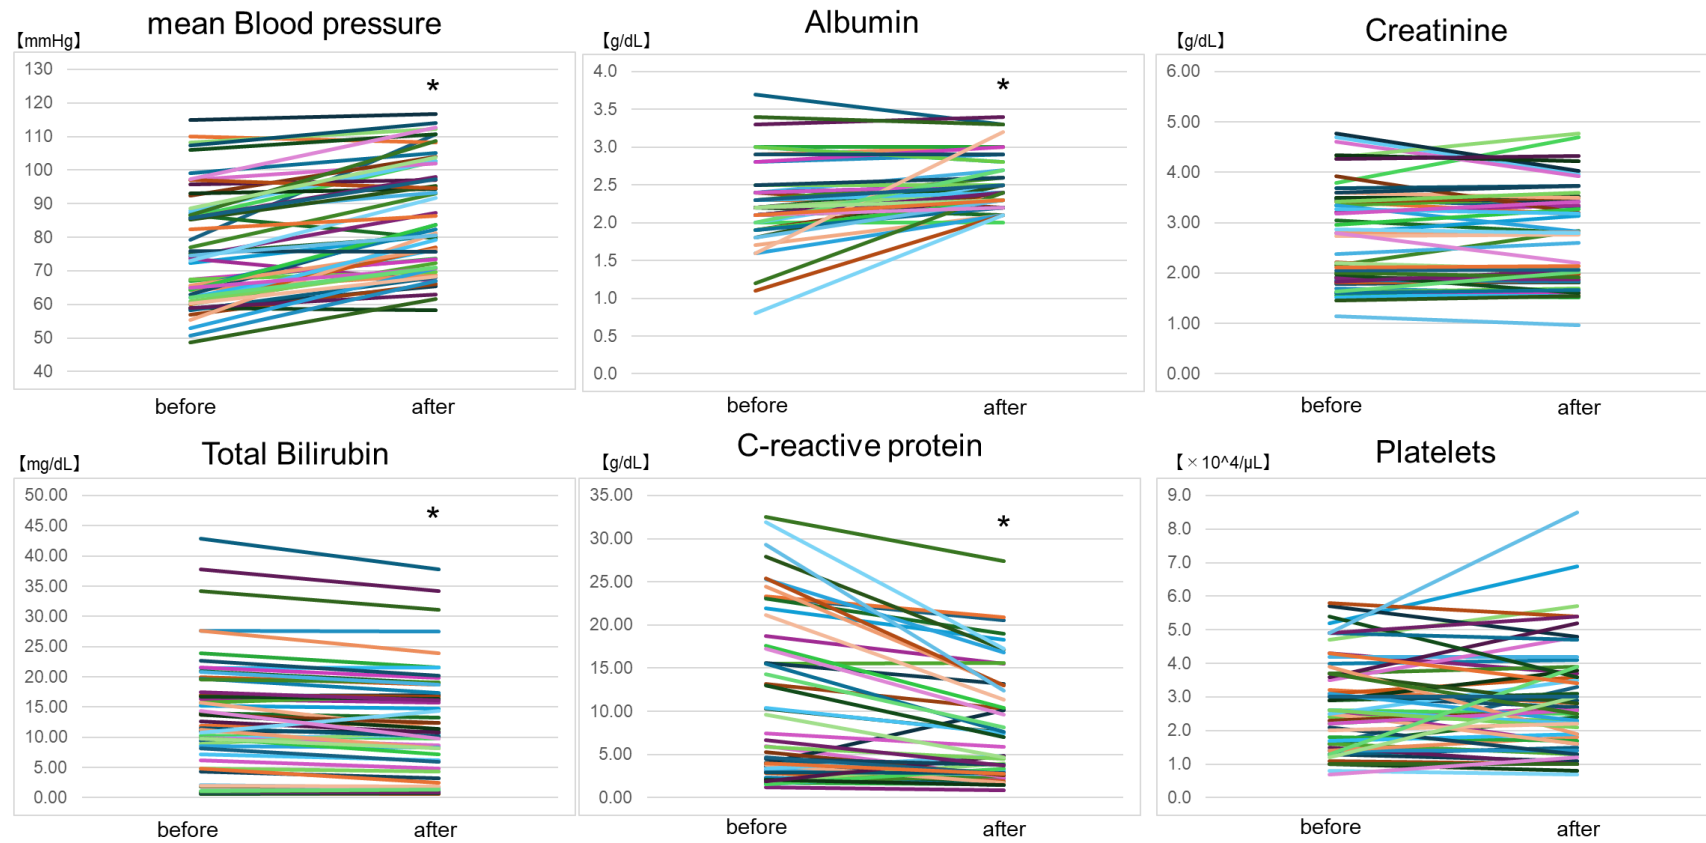 mean Blood pressure
【mmHg】
130
120
110
100
90
80
70
60
50
40
*
before
after
Albumin
【g/dL】
4.0
3.5
3.0
2.5
2.0
1.5
1.0
0.5
0.0
*
before
after
Creatinine
【g/dL】
6.00
5.00
4.00
3.00
2.00
1.00
0.00
before
after
Total Bilirubin
【mg/dL】
50.00
45.00
40.00
35.00
30.00
25.00
20.00
15.00
10.00
5.00
0.00
*
before
after
C-reactive protein
【g/dL】
35.00
30.00
25.00
20.00
15.00
10.00
5.00
0.00
*
before
after
Platelets
【×10^4/μL】
9.0
8.0
7.0
6.0
5.0
4.0
3.0
2.0
1.0
0.0
before
after